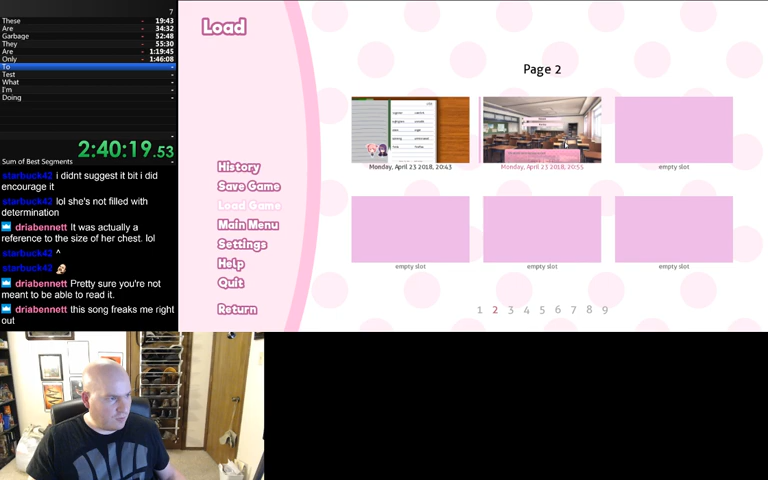 7
These - 19:43
Are - 34:32
Garbage - 52:48
They - 55:30
Are - 1:19:45
Only - 1:46:08
To -
Test -
What -
I'm -
Doing -
-
2:40:19.53
Sum of Best Segments
starbuck42 i didnt suggest it bit i did
encourage it
starbuck42 lol she's not filled with
determination
driabennett It was actually a
reference to the size of her chest. lol
starbuck42 ^
starbuck42
driabennett Pretty sure you're not
meant to be able to read it.
driabennett this song freaks me right
out
Load
History
Save Game
Load Game
Main Menu
Settings
Help
Quit
Return
Page 2
Monday, April 23 2018, 20:43
Monday, April 23 2018, 20:55
empty slot
empty slot
empty slot
empty slot
1 2 3 4 5 6 7 8 9